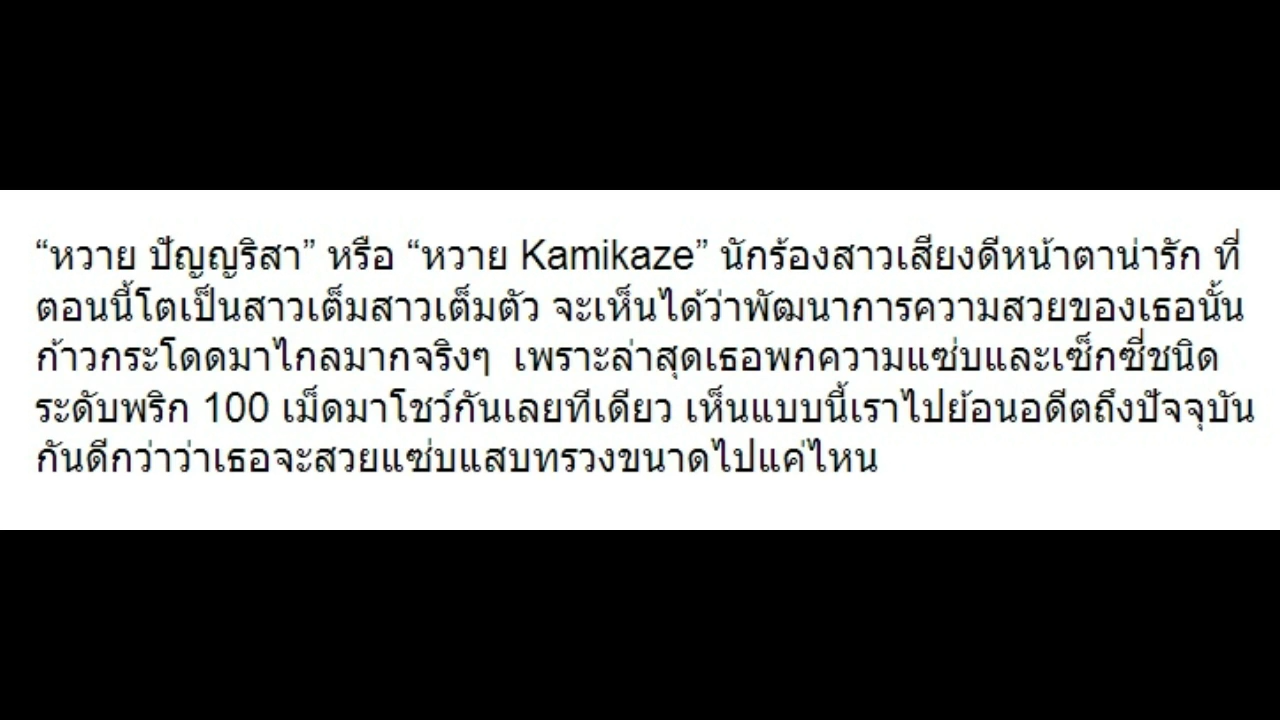 “หวาย ปัญญริสา” หรือ “หวาย Kamikaze” นักร้องสาวเสียงดีหน้าตาน่ารัก ที่
ตอนนี้โตเป็นสาวเต็มสาวเต็มตัว จะเห็นได้ว่าพัฒนาการความสวยของเธอนั้น
ก้าวกระโดดมาไกลมากจริงๆ  เพราะล่าสุดเธอพกความแซ่บและเซ็กซี่ชนิด
ระดับพริก 100 เม็ดมาโชว์กันเลยทีเดียว เห็นแบบนี้เราไปย้อนอดีตถึงปัจจุบัน
กันดีกว่าว่าเธอจะสวยแซ่บแสบทรวงขนาดไปแค่ไหน